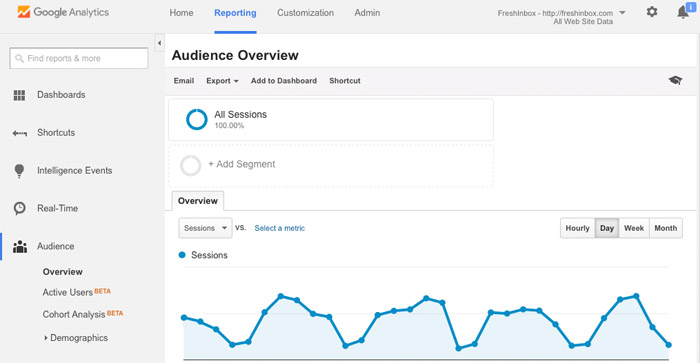 Google Analytics
Home Reporting Customization Admin
FreshInbox - http://freshinbox.com
All Web Site Data
Find reports & more
Dashboards
Shortcuts
Intelligence Events
Real-Time
Audience
Overview
Active Users BETA
Cohort Analysis BETA
Demographics
Audience Overview
Email Export Add to Dashboard Shortcut
All Sessions
100.00%
+ Add Segment
Overview
Sessions VS. Select a metric
Hourly Day Week Month
Sessions